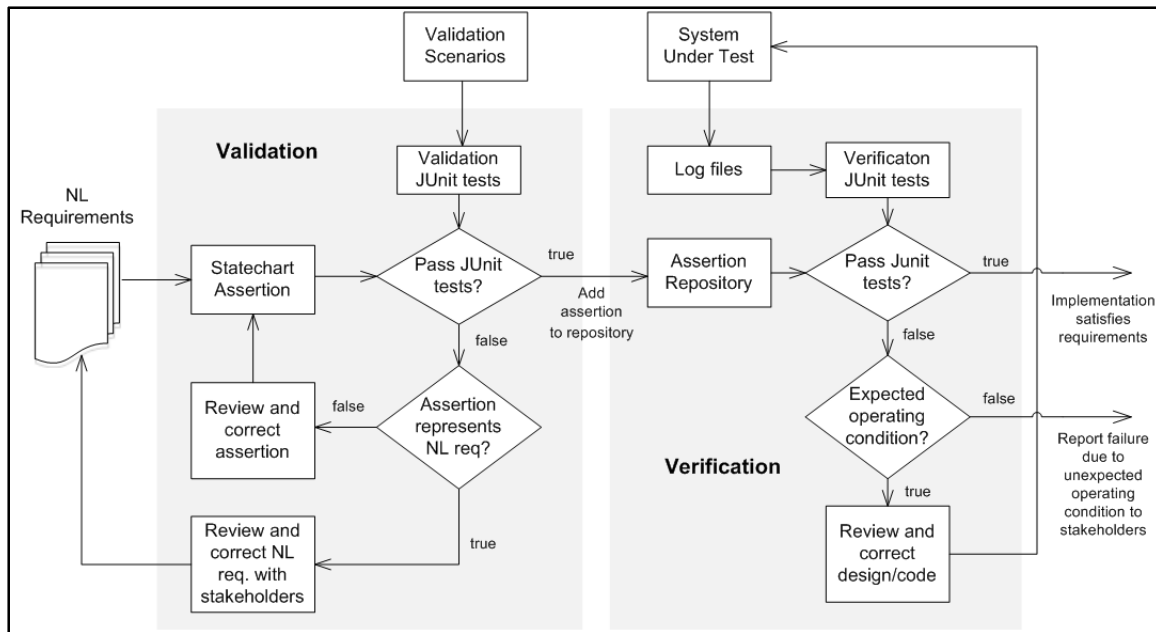 Validation
Scenarios
System
Under Test
Validation
Validation
JUnit tests
Log files
Verificaton
JUnit tests
NL
Requirements
Statechart
Assertion
Pass JUnit
tests?
true
Add
assertion
to repository
Assertion
Repository
Pass Junit
tests?
true
Implementation
satisfies
requirements
false
false
Review and
correct
assertion
false
Assertion
represents
NL req?
Expected
operating
condition?
false
Report failure
due to
unexpected
operating
condition to
stakeholders
Verification
true
true
Review and
correct NL
req. with
stakeholders
Review and
correct
design/code